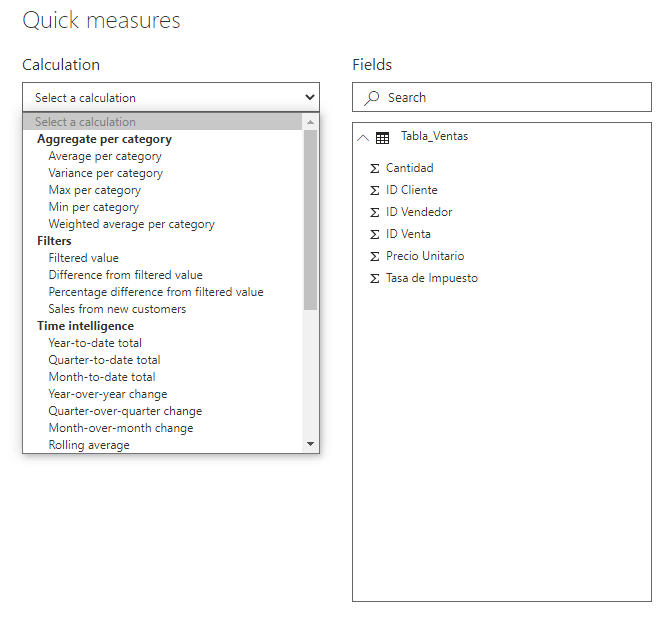 Quick measures
Calculation
Select a calculation
Select a calculation
Aggregate per category
Average per category
Variance per category
Max per category
Min per category
Weighted average per category
Filters
Filtered value
Difference from filtered value
Percentage difference from filtered value
Sales from new customers
Time intelligence
Year-to-date total
Quarter-to-date total
Month-to-date total
Year-over-year change
Quarter-over-quarter change
Month-over-month change
Rolling average
Fields
Search
Tabla_Ventas
Σ Cantidad
Σ ID Cliente
Σ ID Vendedor
Σ ID Venta
Σ Precio Unitario
Σ Tasa de Impuesto